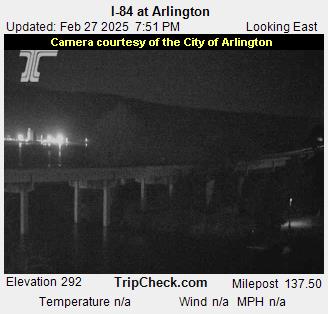 I-84 at Arlington
Updated: Feb 27 2025 7:51 PM Looking East
Camera courtesy of the City of Arlington
Elevation 292 TripCheck.com Milepost 137.50
Temperature n/a Wind n/a MPH n/a